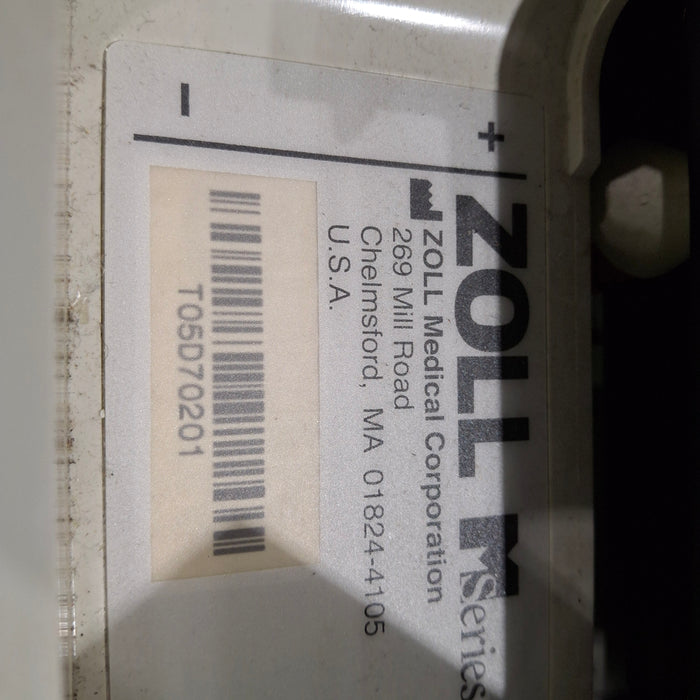 + −
ZOLL M Series
ZOLL Medical Corporation
269 Mill Road
Chelmsford, MA 01824-4105
U.S.A.
T05D70201